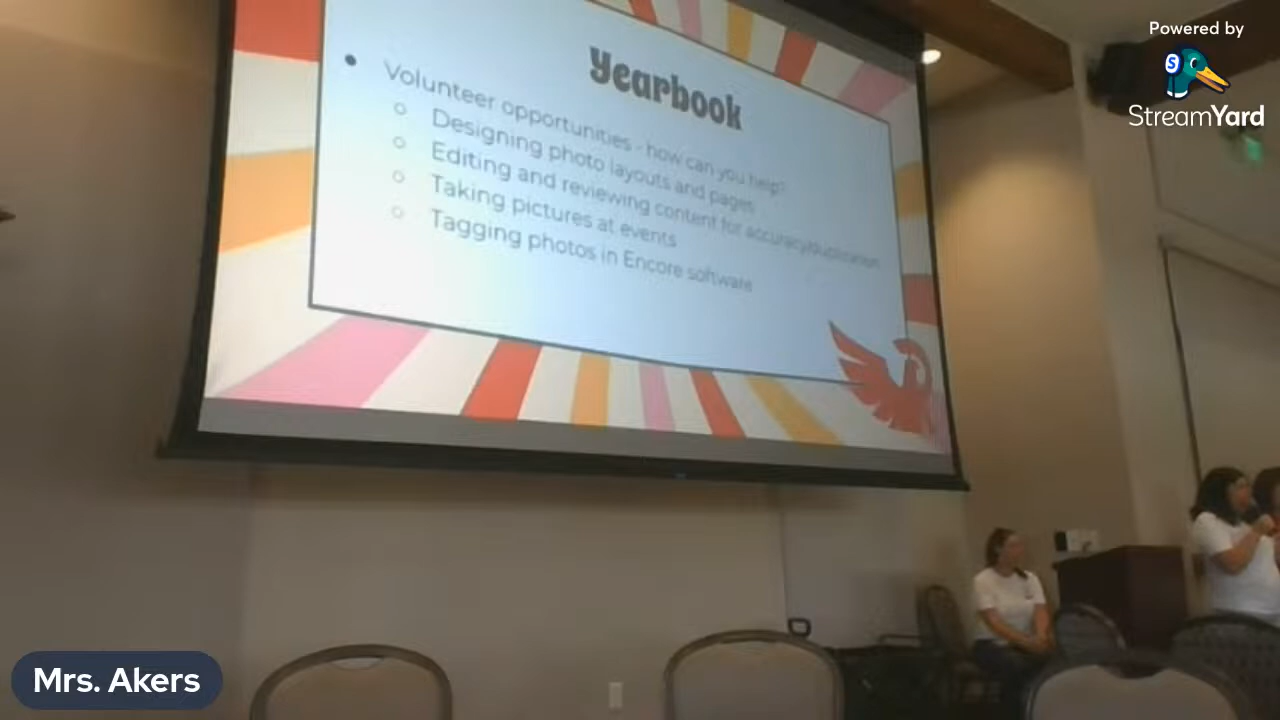 Powered by
S
StreamYard
Yearbook
Volunteer opportunities - how can you help?
Designing photo layouts and pages
Editing and reviewing content for accuracy/duplication
Taking pictures at events
Tagging photos in Encore software
Mrs. Akers